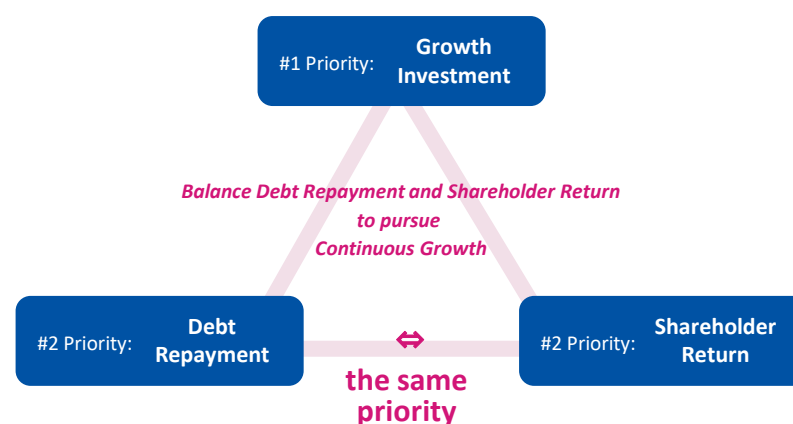 #1 Priority: Growth
Investment
Balance Debt Repayment and Shareholder Return
to pursue
Continuous Growth
#2 Priority: Debt
Repayment
⇔
#2 Priority: Shareholder
Return
the same
priority